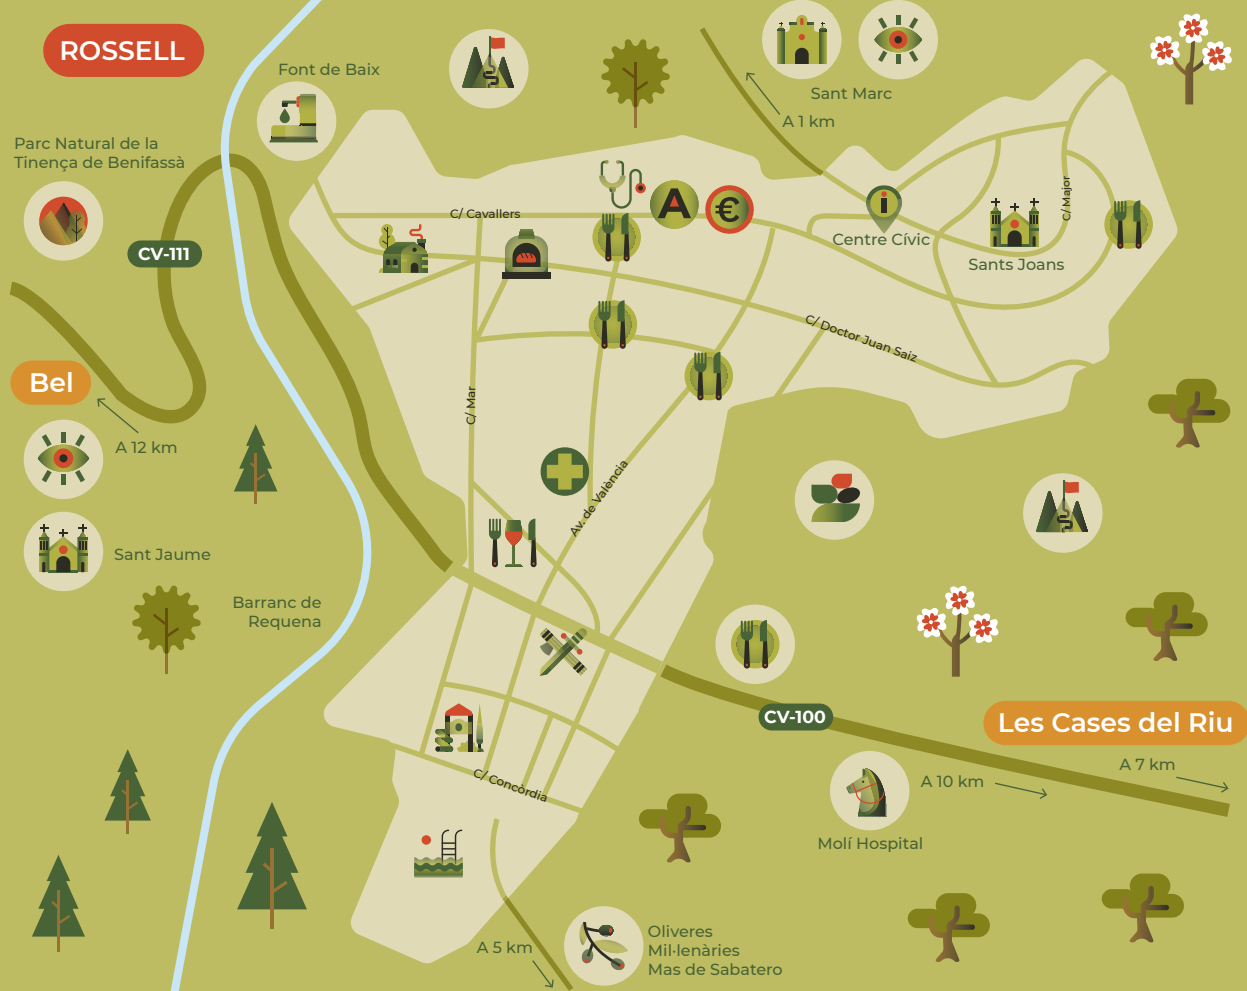 ROSSELL
Font de Baix
Sant Marc
A 1 km
Parc Natural de la
Tinença de Benifassà
CV-111
C/ Cavallers
A
€
i
Centre Cívic
C/ Major
Sants Joans
C/ Doctor Juan Saiz
Bel
A 12 km
C/ Mar
Sant Jaume
Av. de València
Barranc de
Requena
CV-100
Les Cases del Riu
A 7 km
A 10 km
Molí Hospital
C/ Concòrdia
A 5 km
Oliveres
Mil·lenàries
Mas de Sabatero